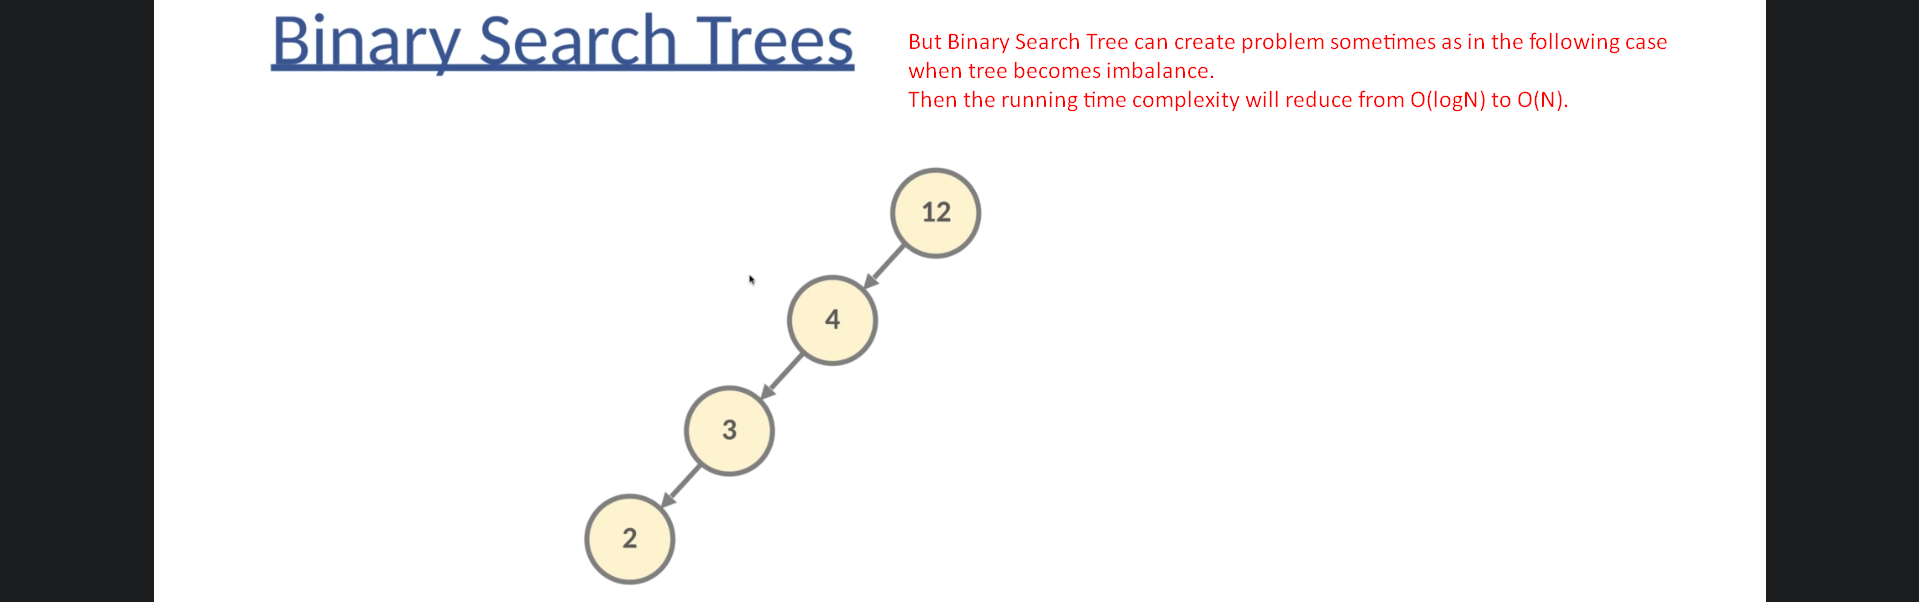 Binary Search Trees
But Binary Search Tree can create problem sometimes as in the following case
when tree becomes imbalance.
Then the running time complexity will reduce from O(logN) to O(N).
12
4
3
2